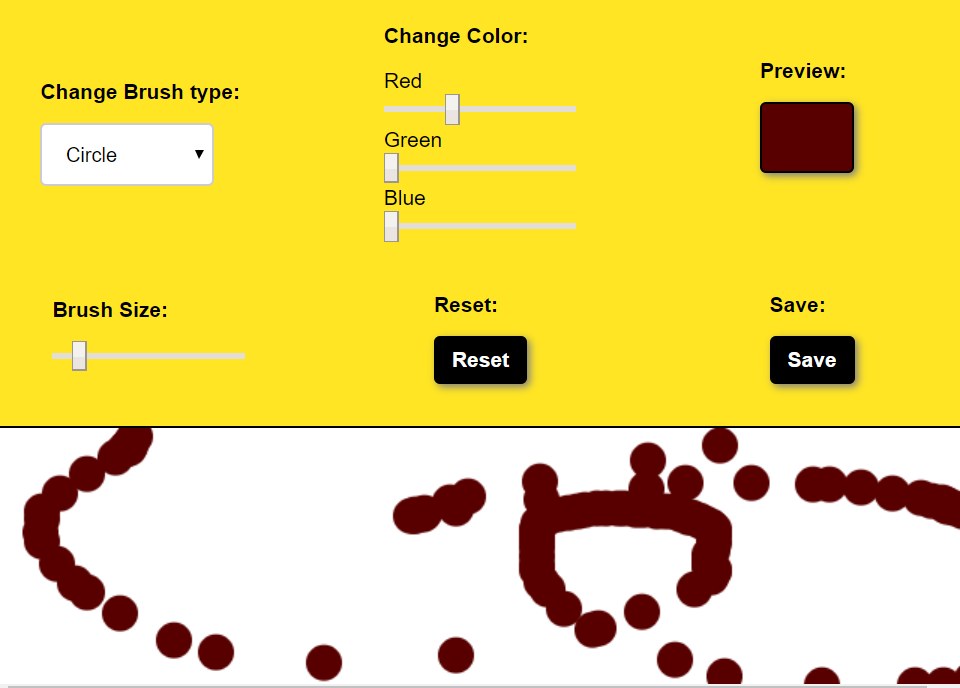 Change Brush type:
Circle
Change Color:
Red
Green
Blue
Preview:
Brush Size:
Reset:
Reset
Save:
Save